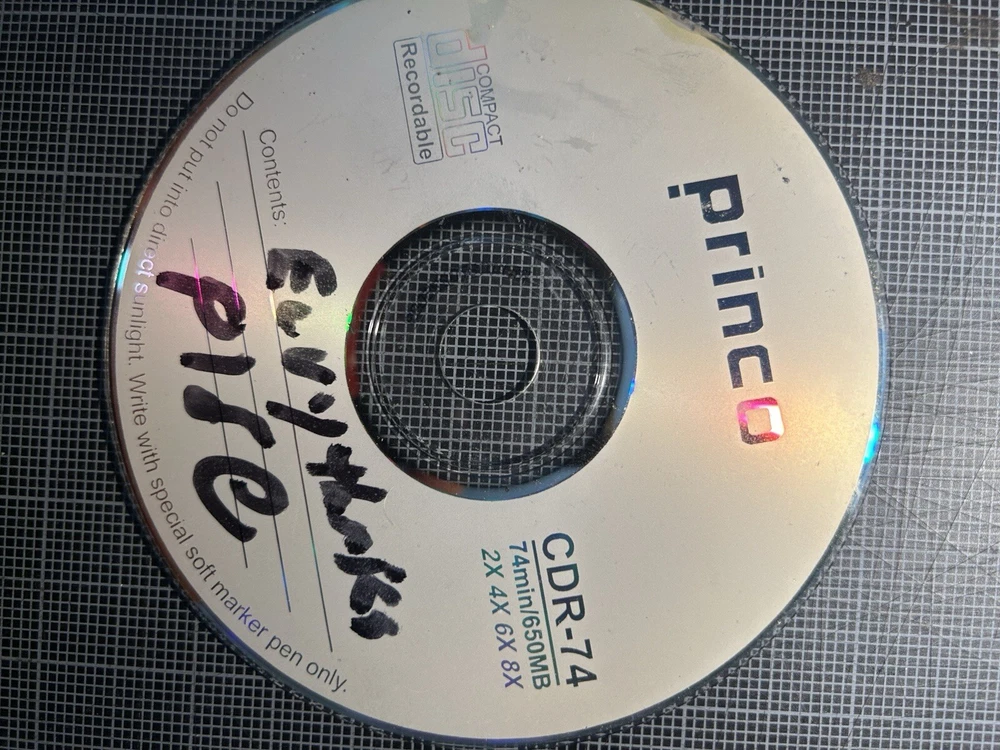 princo
COMPACT
disc
Recordable
CDR-74
74min/650MB
2X 4X 6X 8X
Contents:
Do not put into direct sunlight. Write with special soft marker pen only.